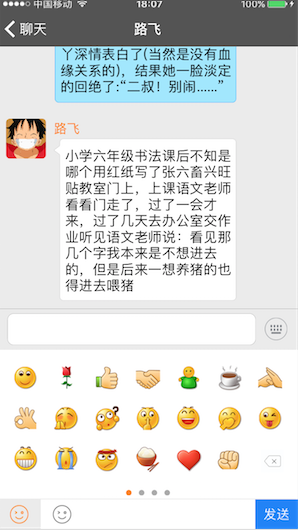 中国移动
18:07
100%
聊天
路飞
丫深情表白了(当然是没有血
缘关系的)，结果她一脸淡定
的回绝了:“二叔！别闹......”
路飞
小学六年级书法课后不知是
哪个用红纸写了张六畜兴旺
贴教室门上，上课语文老师
看看门走了，过了一会才
来，过了几天去办公室交作
业听见语文老师说：看见那
几个字我本来是不想进去
的，但是后来一想养猪的也
得进去喂猪
发送